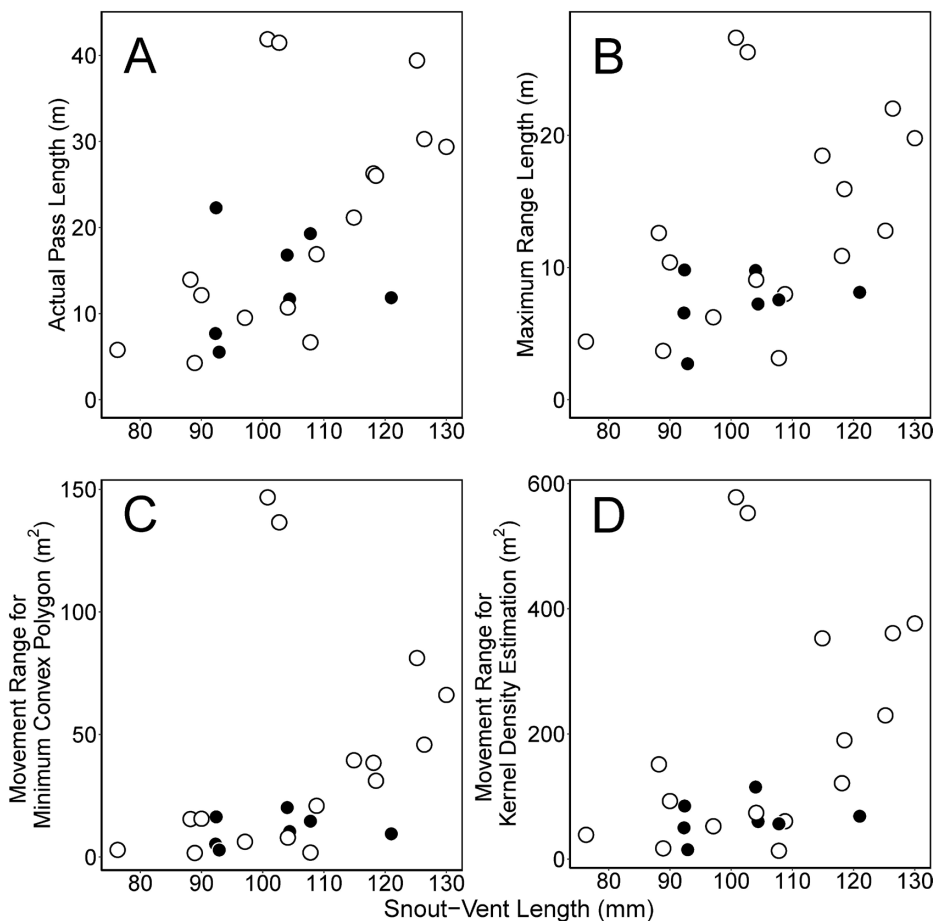 A
Actual Pass Length (m)
40
30
20
10
0
80 90 100 110 120 130
B
Maximum Range Length (m)
20
10
0
80 90 100 110 120 130
C
Movement Range for
Minimum Convex Polygon (m²)
150
100
50
0
80 90 100 110 120 130
D
Movement Range for
Kernel Density Estimation (m²)
600
400
200
0
80 90 100 110 120 130
Snout−Vent Length (mm)